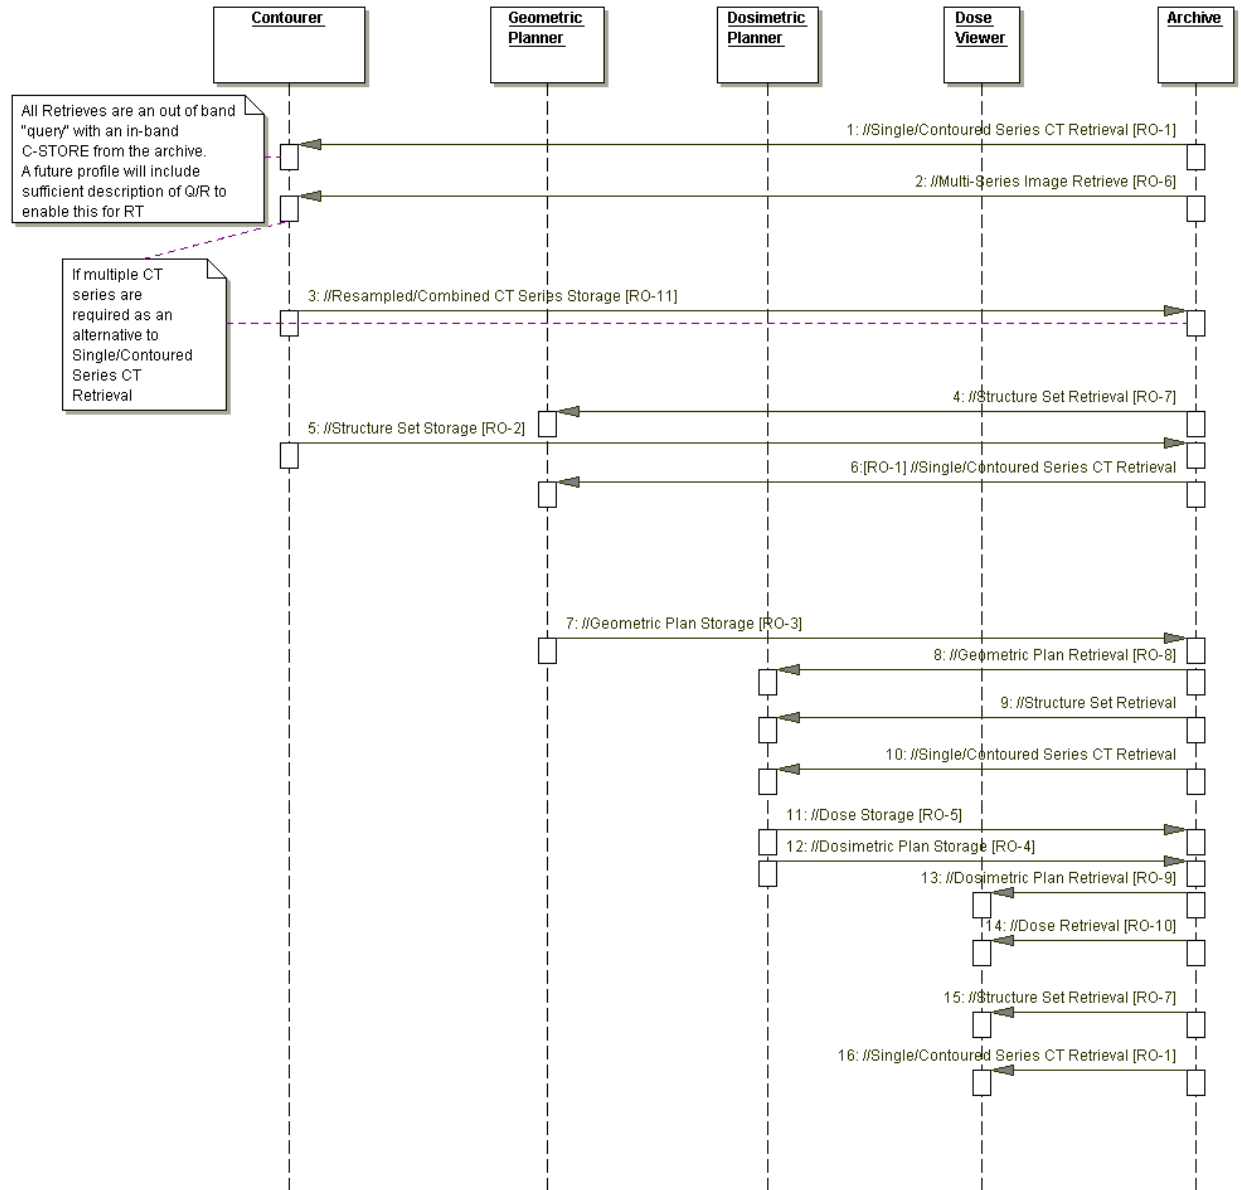 Contourer
Geometric
Planner
Dosimetric
Planner
Dose
Viewer
Archive
All Retrieves are an out of band
"query" with an in-band
C-STORE from the archive.
A future profile will include
sufficient description of Q/R to
enable this for RT
1: //Single/Contoured Series CT Retrieval [RO-1]
2: //Multi-Series Image Retrieve [RO-6]
If multiple CT
series are
required as an
alternative to
Single/Contoured
Series CT
Retrieval
3: //Resampled/Combined CT Series Storage [RO-11]
4: //Structure Set Retrieval [RO-7]
5: //Structure Set Storage [RO-2]
6:[RO-1] //Single/Contoured Series CT Retrieval
7: //Geometric Plan Storage [RO-3]
8: //Geometric Plan Retrieval [RO-8]
9: //Structure Set Retrieval
10: //Single/Contoured Series CT Retrieval
11: //Dose Storage [RO-5]
12: //Dosimetric Plan Storage [RO-4]
13: //Dosimetric Plan Retrieval [RO-9]
14: //Dose Retrieval [RO-10]
15: //Structure Set Retrieval [RO-7]
16: //Single/Contoured Series CT Retrieval [RO-1]